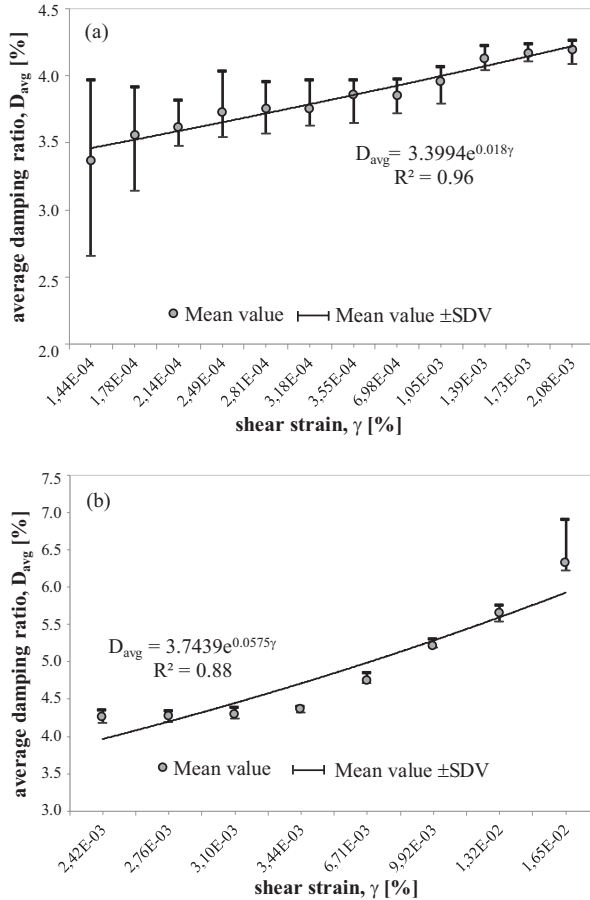 (a)
average damping ratio, Davg [%]
4.5
4.0
3.5
3.0
2.5
2.0
Davg = 3.3994e0.018γ
R² = 0.96
Mean value
Mean value ±SDV
1,44E-04
1,78E-04
2,14E-04
2,49E-04
2,81E-04
3,18E-04
3,55E-04
6,98E-04
1,05E-03
1,39E-03
1,73E-03
2,08E-03
shear strain, γ [%]
(b)
average damping ratio, Davg [%]
7.5
7.0
6.5
6.0
5.5
5.0
4.5
4.0
3.5
3.0
Davg = 3.7439e0.0575γ
R² = 0.88
Mean value
Mean value ±SDV
2,42E-03
2,76E-03
3,10E-03
3,44E-03
6,71E-03
9,92E-03
1,32E-02
1,65E-02
shear strain, γ [%]